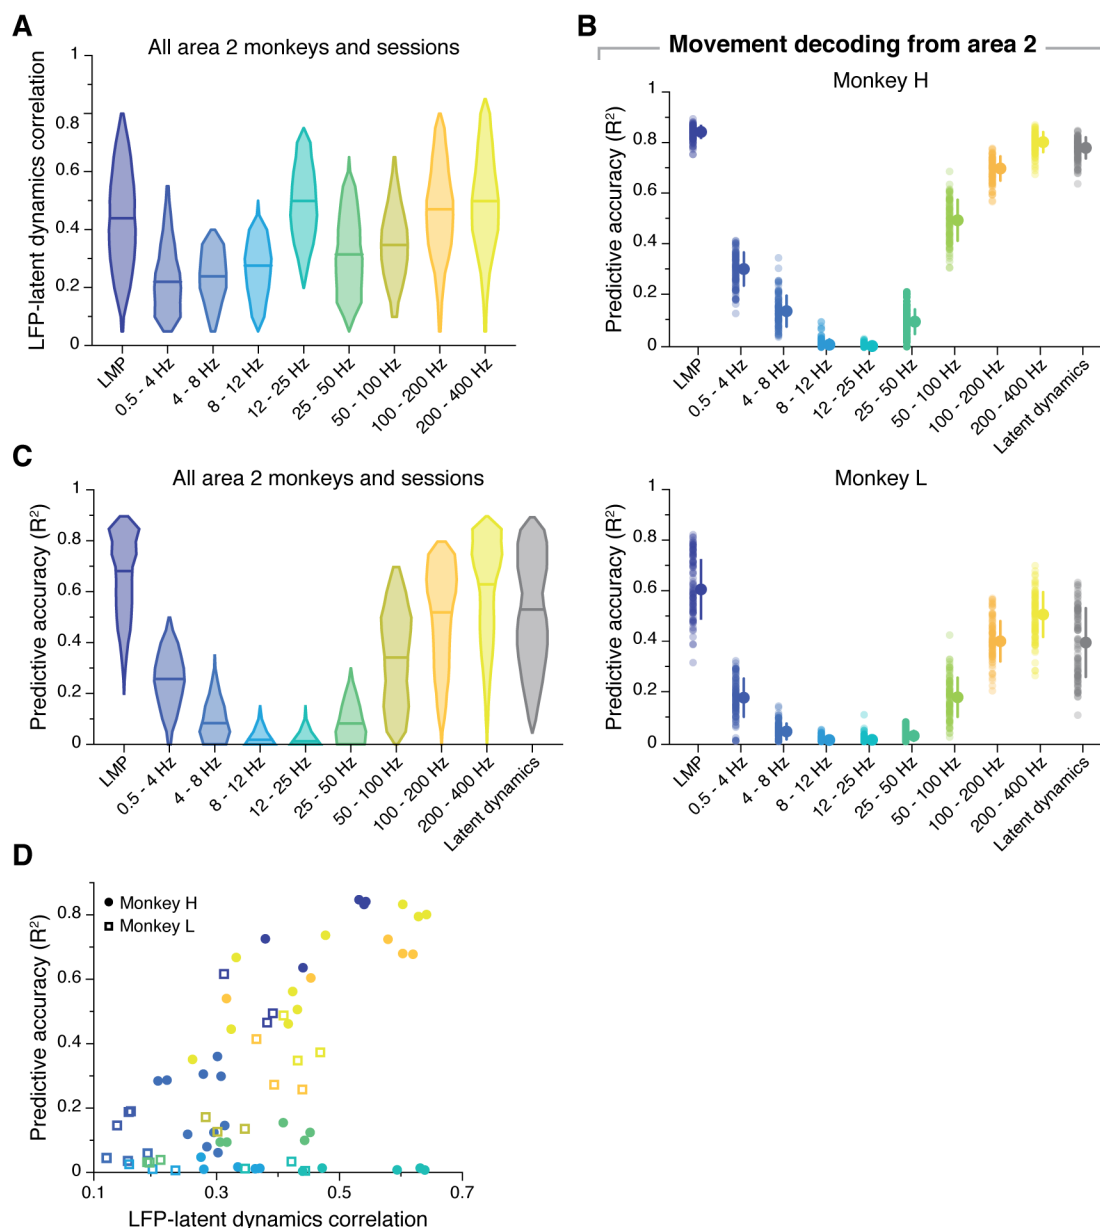 A
All area 2 monkeys and sessions
LFP-latent dynamics correlation
1
0.8
0.6
0.4
0.2
0
LMP
0.5 - 4 Hz
4 - 8 Hz
8 - 12 Hz
12 - 25 Hz
25 - 50 Hz
50 - 100 Hz
100 - 200 Hz
200 - 400 Hz
B
Movement decoding from area 2
Monkey H
Predictive accuracy (R²)
1
0.8
0.6
0.4
0.2
0
LMP
0.5 - 4 Hz
4 - 8 Hz
8 - 12 Hz
12 - 25 Hz
25 - 50 Hz
50 - 100 Hz
100 - 200 Hz
200 - 400 Hz
Latent dynamics
C
All area 2 monkeys and sessions
Predictive accuracy (R²)
1
0.8
0.6
0.4
0.2
0
LMP
0.5 - 4 Hz
4 - 8 Hz
8 - 12 Hz
12 - 25 Hz
25 - 50 Hz
50 - 100 Hz
100 - 200 Hz
200 - 400 Hz
Latent dynamics
Monkey L
Predictive accuracy (R²)
1
0.8
0.6
0.4
0.2
0
LMP
0.5 - 4 Hz
4 - 8 Hz
8 - 12 Hz
12 - 25 Hz
25 - 50 Hz
50 - 100 Hz
100 - 200 Hz
200 - 400 Hz
Latent dynamics
D
Monkey H
Monkey L
Predictive accuracy (R²)
0.8
0.6
0.4
0.2
0
0.1
0.3
0.5
0.7
LFP-latent dynamics correlation